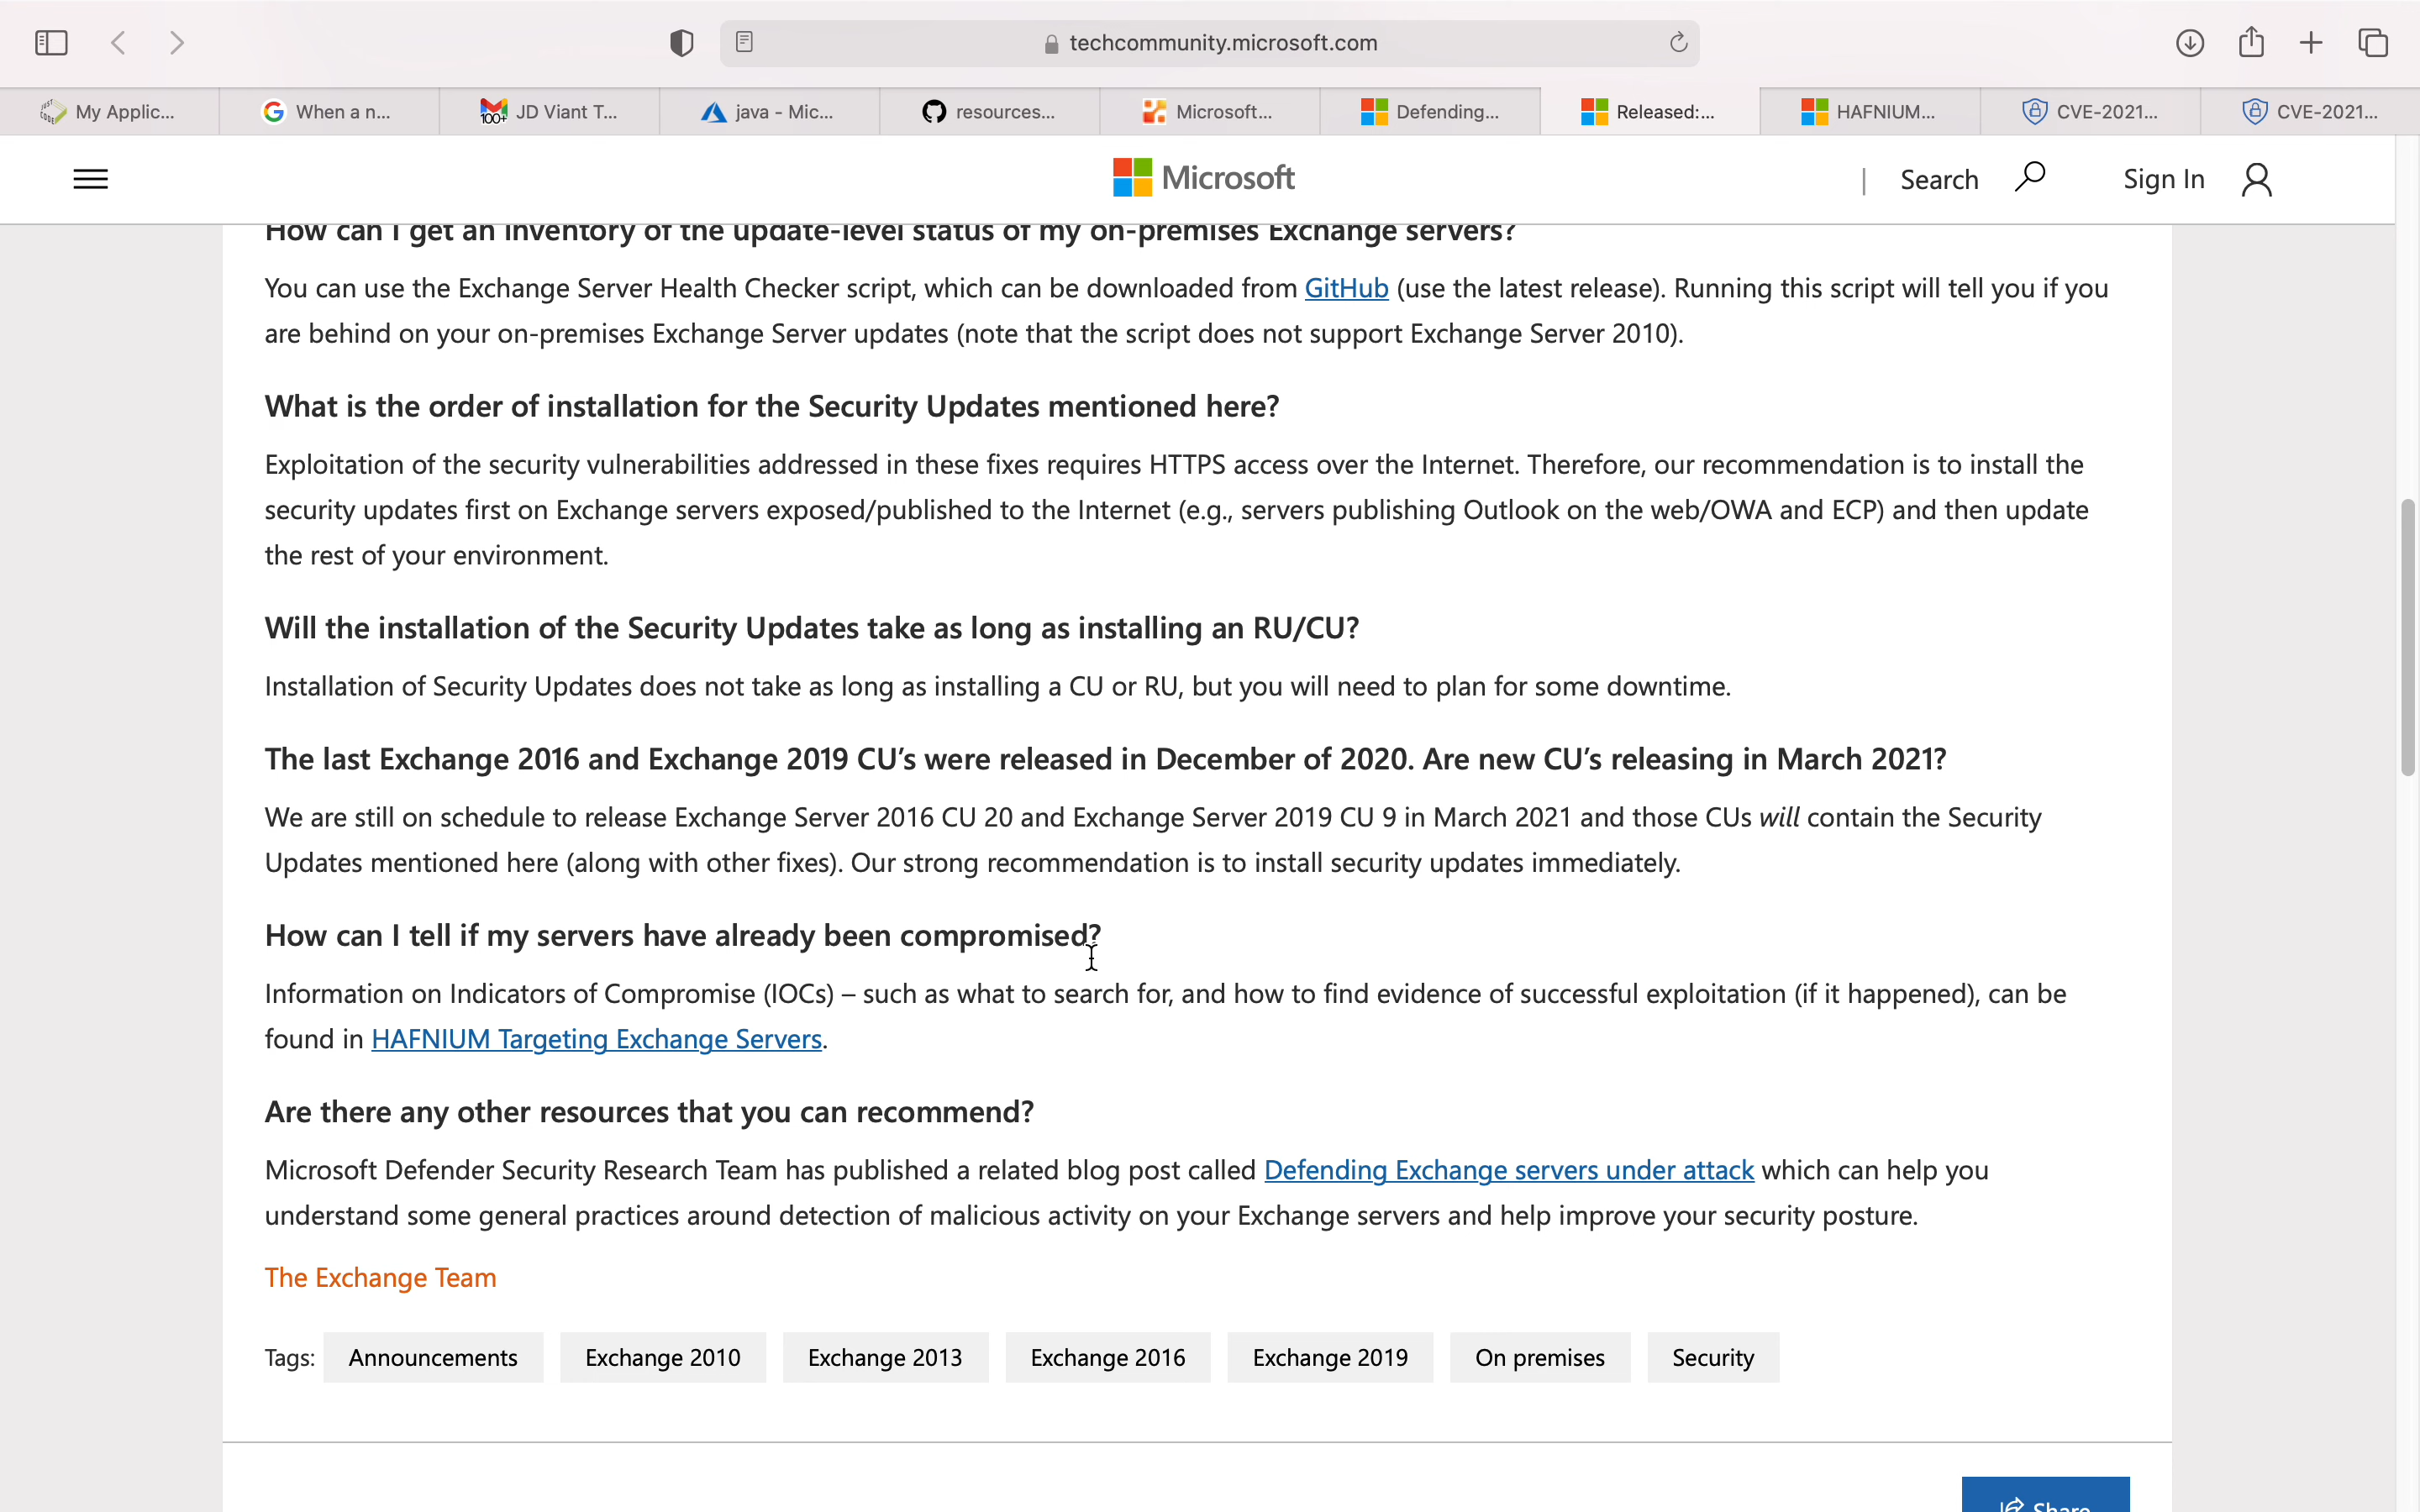 techcommunity.microsoft.com
My Applic...
When a n...
JD Viant T...
java - Mic...
resources...
Microsoft...
Defending...
Released:...
HAFNIUM...
CVE-2021...
CVE-2021...
Microsoft
| Search
Sign In
How can I get an inventory of the update-level status of my on-premises Exchange servers?
You can use the Exchange Server Health Checker script, which can be downloaded from GitHub (use the latest release). Running this script will tell you if you
are behind on your on-premises Exchange Server updates (note that the script does not support Exchange Server 2010).
What is the order of installation for the Security Updates mentioned here?
Exploitation of the security vulnerabilities addressed in these fixes requires HTTPS access over the Internet. Therefore, our recommendation is to install the
security updates first on Exchange servers exposed/published to the Internet (e.g., servers publishing Outlook on the web/OWA and ECP) and then update
the rest of your environment.
Will the installation of the Security Updates take as long as installing an RU/CU?
Installation of Security Updates does not take as long as installing a CU or RU, but you will need to plan for some downtime.
The last Exchange 2016 and Exchange 2019 CU’s were released in December of 2020. Are new CU’s releasing in March 2021?
We are still on schedule to release Exchange Server 2016 CU 20 and Exchange Server 2019 CU 9 in March 2021 and those CUs will contain the Security
Updates mentioned here (along with other fixes). Our strong recommendation is to install security updates immediately.
How can I tell if my servers have already been compromised?
Information on Indicators of Compromise (IOCs) – such as what to search for, and how to find evidence of successful exploitation (if it happened), can be
found in HAFNIUM Targeting Exchange Servers.
Are there any other resources that you can recommend?
Microsoft Defender Security Research Team has published a related blog post called Defending Exchange servers under attack which can help you
understand some general practices around detection of malicious activity on your Exchange servers and help improve your security posture.
The Exchange Team
Tags: Announcements Exchange 2010 Exchange 2013 Exchange 2016 Exchange 2019 On premises Security
Share